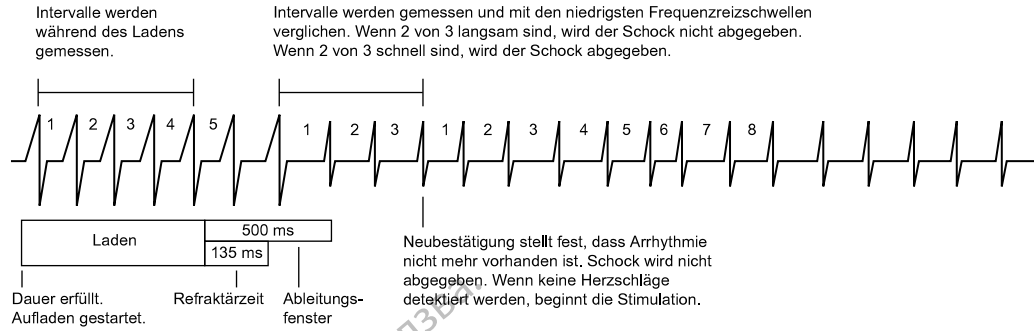 Intervalle werden
während des Ladens
gemessen.
Intervalle werden gemessen und mit den niedrigsten Frequenzreizschwellen
verglichen. Wenn 2 von 3 langsam sind, wird der Schock nicht abgegeben.
Wenn 2 von 3 schnell sind, wird der Schock abgegeben.
1 2 3 4 5 1 2 3 1 2 3 4 5 6 7 8
Laden
500 ms
135 ms
Dauer erfüllt.
Aufladen gestartet.
Refraktärzeit
Ableitungs-
fenster
Neubestätigung stellt fest, dass Arrhythmie
nicht mehr vorhanden ist. Schock wird nicht
abgegeben. Wenn keine Herzschläge
detektiert werden, beginnt die Stimulation.